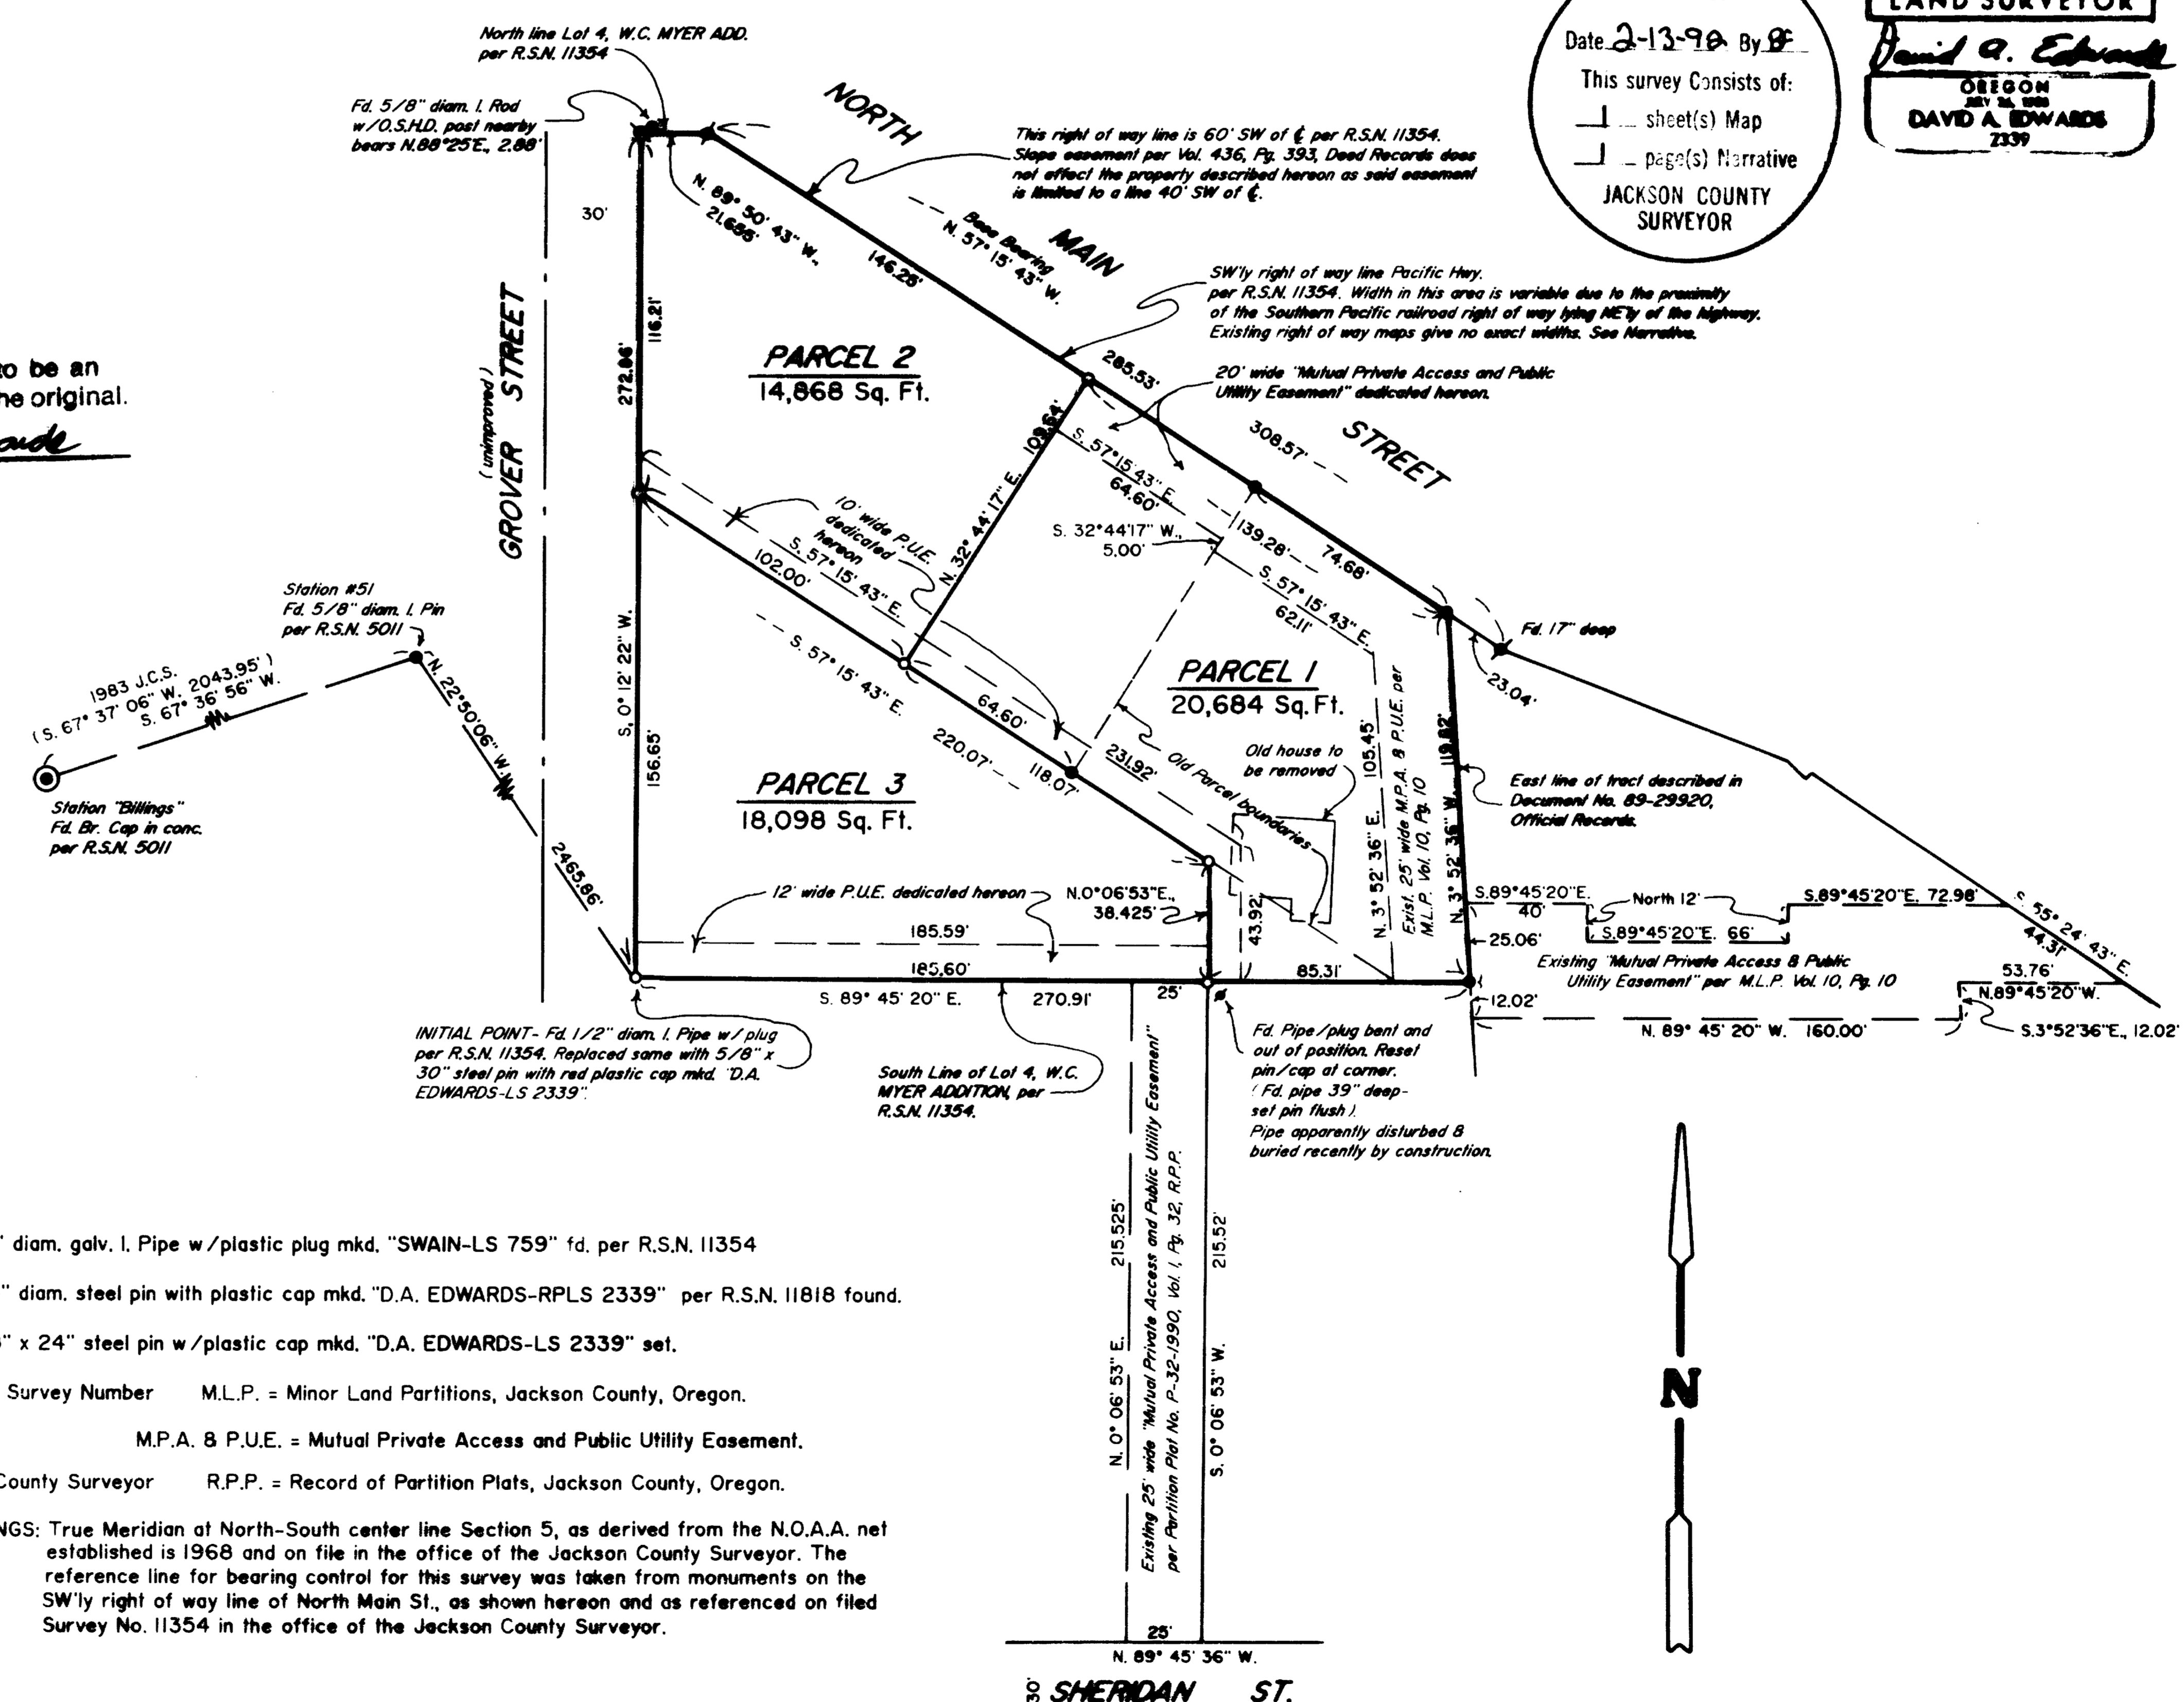 LAND SURVEYOR
David A. Edwards
OREGON
DAVID A. EDWARDS
2339
Date 2-13-92 By
This survey Consists of:
1 sheet(s) Map
1 page(s) Narrative
JACKSON COUNTY
SURVEYOR
North line Lot 4, W.C. MYER ADD.
per R.S.N. 11354
Fd. 5/8" diam. I. Rod
w/O.S.H.D. post nearby
bears N.88°25'E., 2.88'
30'
N. 89° 50' 43" W.,
21.655'
NORTH
MAIN
STREET
This right of way line is 60' SW of ℄ per R.S.N. 11354.
Slope easement per Vol. 436, Pg. 393, Deed Records does
not affect the property described hereon as said easement
is limited to a line 40' SW of ℄.
Base Bearing
N. 57° 15' 43" W.
146.25'
SW'ly right of way line Pacific Hwy.
per R.S.N. 11354. Width in this area is variable due to the proximity
of the Southern Pacific railroad right of way lying NE'ly of the highway.
Existing right of way maps give no exact widths. See Narrative.
285.53'
20' wide "Mutual Private Access and Public
Utility Easement" dedicated hereon.
308.57'
to be an
he original.
GROVER STREET
(unimproved)
272.86'
116.21'
S. 0° 12' 22" W.
156.65'
PARCEL 2
14,868 Sq. Ft.
N. 32° 44' 17" E. 109.64'
S. 57° 15' 43" E.
64.60'
S. 32°44'17" W.,
5.00'
139.28'
74.68'
S. 57° 15' 43" E.
62.11'
10' wide P.U.E.
dedicated
hereon
S. 57° 15' 43" E.
102.00'
S. 57° 15' 43" E.
64.60'
220.07'
118.07'
231.92'
Fd. 17" deep
23.04'
PARCEL 1
20,684 Sq. Ft.
Old Parcel boundaries
Old house to
be removed
N. 3° 52' 36" E. 105.45'
Exist. 25' wide M.P.A. & P.U.E. per
M.L.P. Vol. 10, Pg. 10
N. 3° 52' 36" W. 119.82'
East line of tract described in
Document No. 89-29920,
Official Records.
Station #51
Fd. 5/8" diam. I. Pin
per R.S.N. 5011
1983 J.C.S.
(S. 67° 37' 06" W. 2043.95')
S. 67° 36' 56" W.
Station "Billings"
Fd. Br. Cap in conc.
per R.S.N. 5011
N. 22°50'06" W.
2465.86'
PARCEL 3
18,098 Sq. Ft.
12' wide P.U.E. dedicated hereon
N.0°06'53"E.,
38.425'
43.92'
185.59'
185.60'
S. 89° 45' 20" E. 270.91'
25'
85.31'
S.89°45'20"E.
40'
North 12'
S.89°45'20"E. 72.98'
S.89°45'20"E. 66'
25.06'
S. 55° 24' 43" E.
44.31'
Existing "Mutual Private Access & Public
Utility Easement" per M.L.P. Vol. 10, Pg. 10
53.76'
N.89°45'20"W.
12.02'
N. 89° 45' 20" W. 160.00'
S.3°52'36"E., 12.02'
INITIAL POINT- Fd. 1/2" diam. I. Pipe w/plug
per R.S.N. 11354. Replaced same with 5/8" x
30" steel pin with red plastic cap mkd. "D.A.
EDWARDS-LS 2339".
South Line of Lot 4, W.C.
MYER ADDITION, per
R.S.N. 11354.
Fd. Pipe/plug bent and
out of position. Reset
pin/cap at corner.
(Fd. pipe 39" deep-
set pin flush).
Pipe apparently disturbed &
buried recently by construction.
N. 0° 06' 53" E. 215.525'
Existing 25' wide "Mutual Private Access and Public Utility Easement"
per Partition Plat No. P-32-1990, Vol. 1, Pg. 32, R.P.P.
S. 0° 06' 53" W. 215.52'
25'
N. 89° 45' 36" W.
30'
SHERIDAN ST.
N
" diam. galv. I. Pipe w/plastic plug mkd. "SWAIN-LS 759" fd. per R.S.N. 11354
" diam. steel pin with plastic cap mkd. "D.A. EDWARDS-RPLS 2339" per R.S.N. 11818 found.
" x 24" steel pin w/plastic cap mkd. "D.A. EDWARDS-LS 2339" set.
Survey Number M.L.P. = Minor Land Partitions, Jackson County, Oregon.
M.P.A. & P.U.E. = Mutual Private Access and Public Utility Easement.
County Surveyor R.P.P. = Record of Partition Plats, Jackson County, Oregon.
NGS: True Meridian at North-South center line Section 5, as derived from the N.O.A.A. net
established is 1968 and on file in the office of the Jackson County Surveyor. The
reference line for bearing control for this survey was taken from monuments on the
SW'ly right of way line of North Main St., as shown hereon and as referenced on filed
Survey No. 11354 in the office of the Jackson County Surveyor.